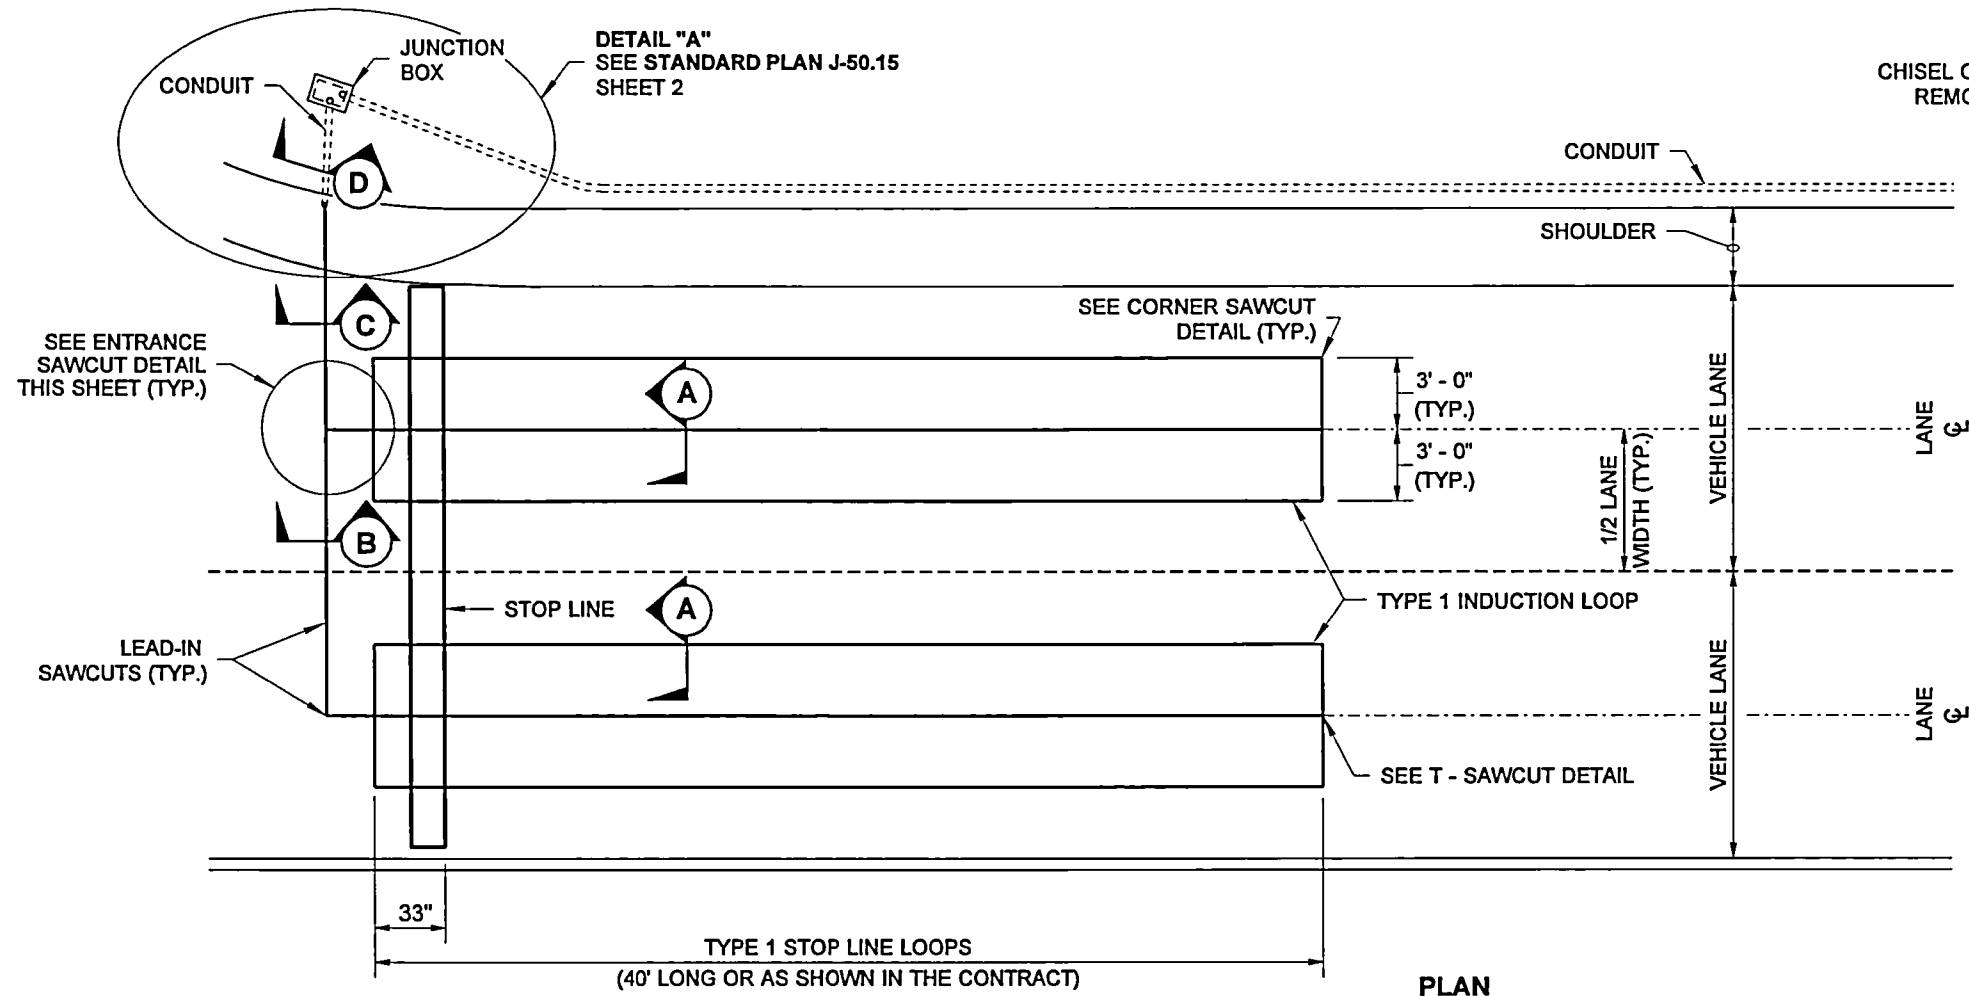 DETAIL "A"
SEE STANDARD PLAN J-50.15
SHEET 2
JUNCTION
BOX
CONDUIT
CHISEL
D
CONDUIT
SHOULDER
C
SEE CORNER SAWCUT
DETAIL (TYP.)
SEE ENTRANCE
SAWCUT DETAIL
THIS SHEET (TYP.)
A
3' - 0"
(TYP.)
3' - 0"
(TYP.)
1/2 LANE
WIDTH (TYP.)
VEHICLE LANE
LANE
B
A
STOP LINE
TYPE 1 INDUCTION LOOP
LEAD-IN
SAWCUTS (TYP.)
VEHICLE LANE
LANE
SEE T - SAWCUT DETAIL
33"
TYPE 1 STOP LINE LOOPS
(40' LONG OR AS SHOWN IN THE CONTRACT)
PLAN